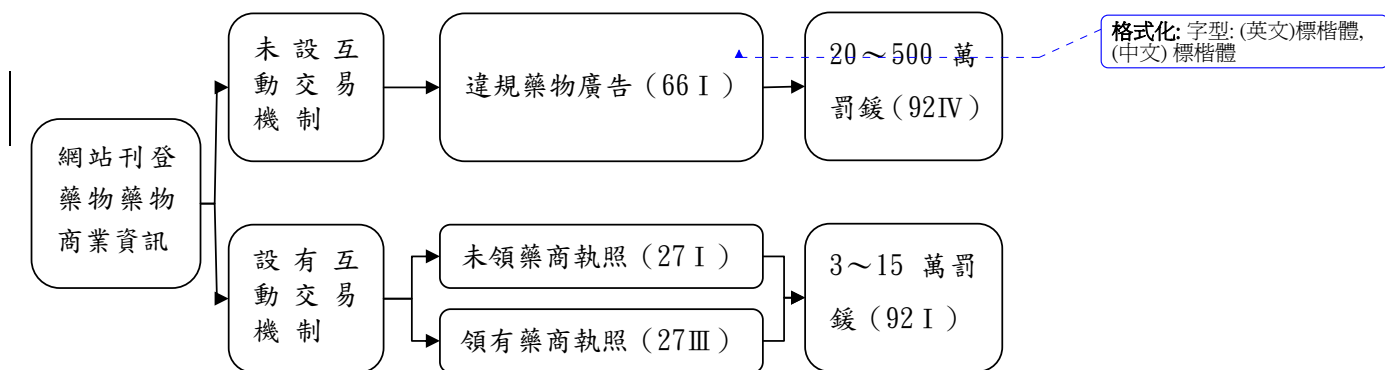 網站刊登
藥物藥物
商業資訊
未設互
動交易
機制
違規藥物廣告（66Ⅰ）
20～500 萬
罰鍰（92Ⅳ）
設有互
動交易
機制
未領藥商執照（27Ⅰ）
領有藥商執照（27Ⅲ）
3～15 萬罰
鍰（92Ⅰ）
格式化: 字型: (英文)標楷體,
(中文) 標楷體